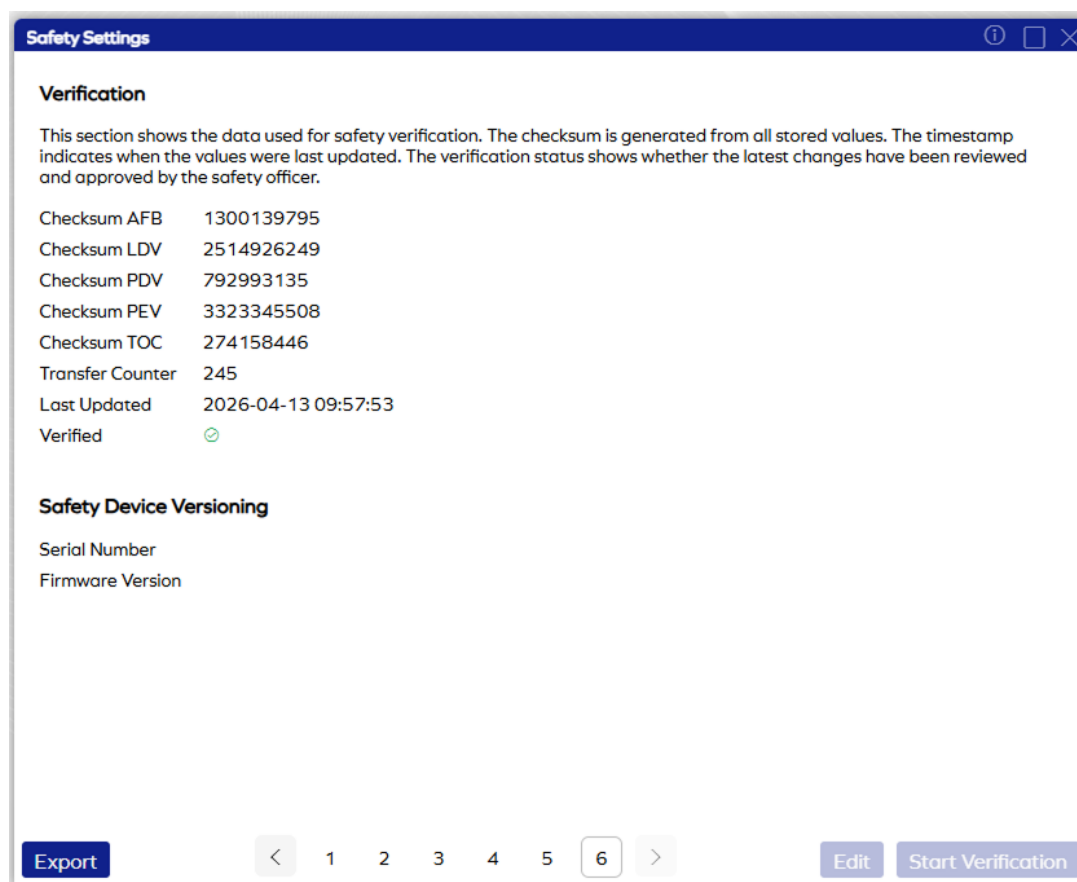 Safety Settings
Verification
This section shows the data used for safety verification. The checksum is generated from all stored values. The timestamp
indicates when the values were last updated. The verification status shows whether the latest changes have been reviewed
and approved by the safety officer.
Checksum AFB 1300139795
Checksum LDV 2514926249
Checksum PDV 792993135
Checksum PEV 3323345508
Checksum TOC 274158446
Transfer Counter 245
Last Updated 2026-04-13 09:57:53
Verified
Safety Device Versioning
Serial Number
Firmware Version
Export < 1 2 3 4 5 6 > Edit Start Verification